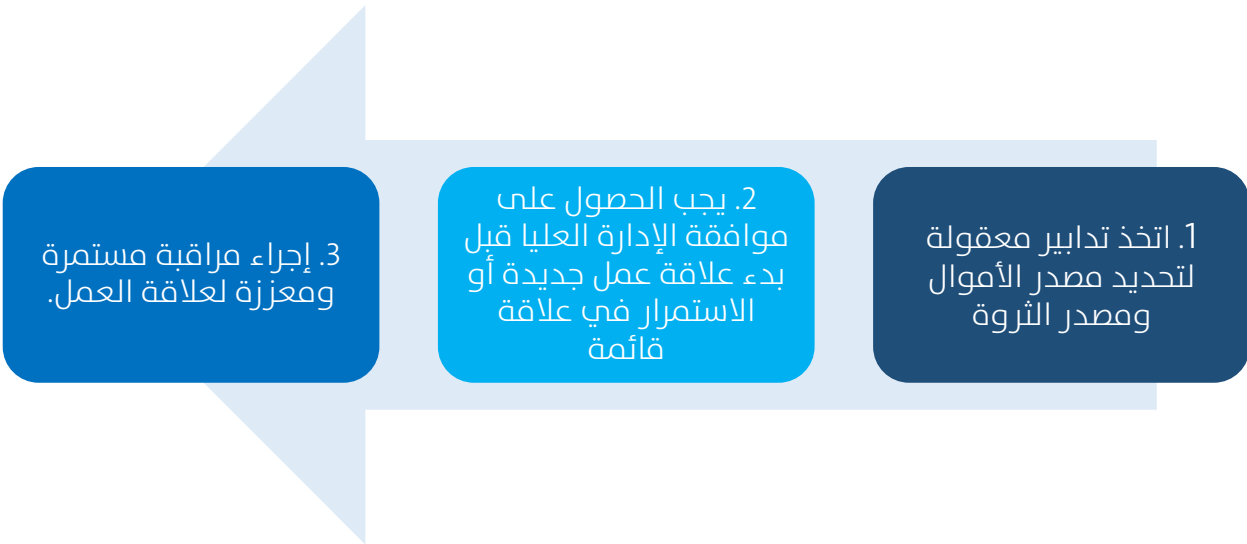 1. اتخذ تدابير معقولة
لتحديد مصدر الأموال
ومصدر الثروة
2. يجب الحصول على
موافقة الإدارة العليا قبل
بدء علاقة عمل جديدة أو
الاستمرار في علاقة
قائمة
3. إجراء مراقبة مستمرة
ومعززة لعلاقة العمل.